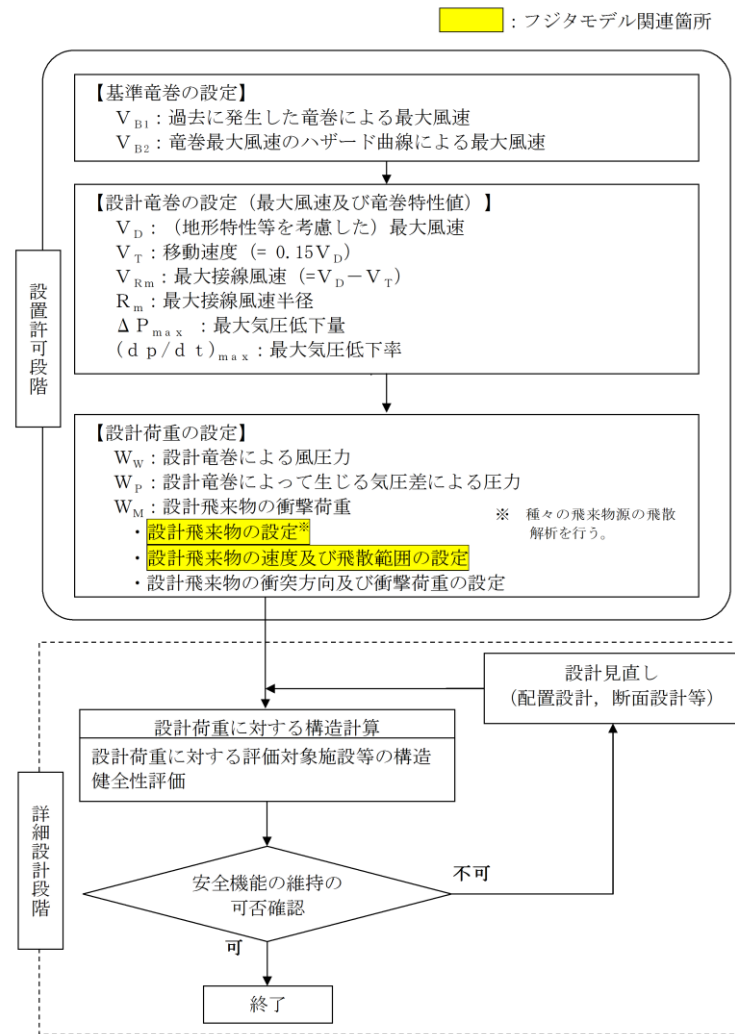 ：フジタモデル関連箇所
【基準竜巻の設定】
V_B1：過去に発生した竜巻による最大風速
V_B2：竜巻最大風速のハザード曲線による最大風速
【設計竜巻の設定（最大風速及び竜巻特性値）】
V_D：（地形特性等を考慮した）最大風速
V_T：移動速度（= 0.15V_D）
V_Rm：最大接線風速（=V_D－V_T）
R_m：最大接線風速半径
ΔP_max ：最大気圧低下量
(dp/dt)_max：最大気圧低下率
設置許可段階
【設計荷重の設定】
W_W：設計竜巻による風圧力
W_P：設計竜巻によって生じる気圧差による圧力
W_M：設計飛来物の衝撃荷重
・設計飛来物の設定※
・設計飛来物の速度及び飛散範囲の設定
・設計飛来物の衝突方向及び衝撃荷重の設定
※ 種々の飛来物源の飛散
解析を行う。
設計見直し
（配置設計，断面設計等）
設計荷重に対する構造計算
設計荷重に対する評価対象施設等の構造
健全性評価
詳細設計段階
安全機能の維持の
可否確認
不可
可
終了